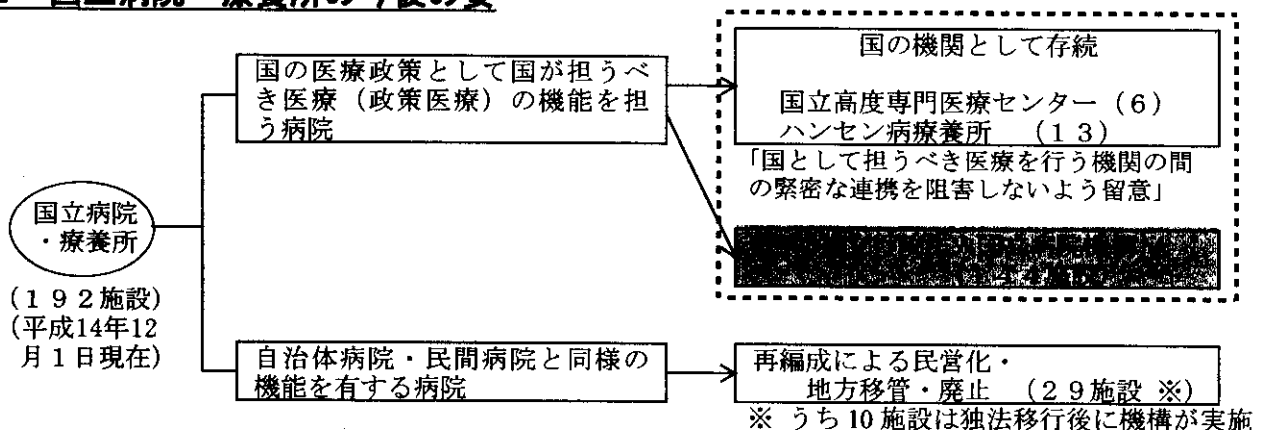 国立病院・療養所の今後の姿
国の医療政策として国が担うべ
き医療(政策医療)の機能を担
う病院
国の機関として存続
国立高度専門医療センター(6)
ハンセン病療養所 (13)
「国として担うべき医療を行う機関の間
の緊密な連携を阻害しないよう留意」
国立病院
・療養所
(192施設)
(平成14年12
月1日現在)
自治体病院・民間病院と同様の
機能を有する病院
再編成による民営化・
地方移管・廃止 (29施設 ※)
※ うち10施設は独法移行後に機構が実施